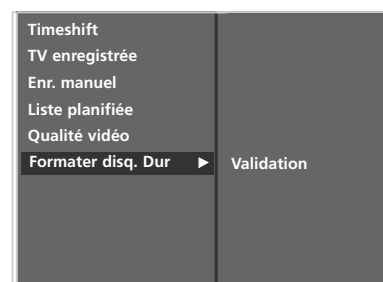 Timeshift
TV enregistrée
Enr. manuel
Liste planifiée
Qualité vidéo
Formater disq. Dur ► Validation